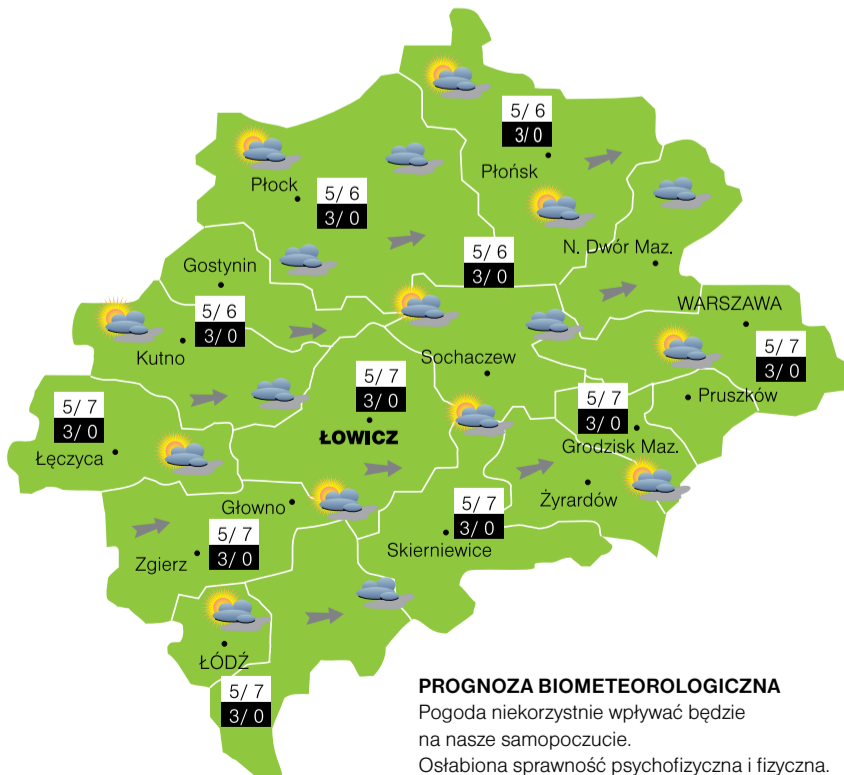 5/ 6
3/ 0
Płońsk
Płock
5/ 6
3/ 0
N. Dwór Maz.
5/ 6
3/ 0
Gostynin
WARSZAWA
5/ 6
3/ 0
Kutno
Sochaczew
5/ 7
3/ 0
5/ 7
3/ 0
ŁOWICZ
5/ 7
3/ 0
Pruszków
5/ 7
3/ 0
Grodzisk Maz.
Łęczyca
Żyrardów
Głowno
5/ 7
3/ 0
Skierniewice
5/ 7
3/ 0
Zgierz
ŁÓDŹ
5/ 7
3/ 0
PROGNOZA BIOMETEOROLOGICZNA
Pogoda niekorzystnie wpływać będzie
na nasze samopoczucie.
Osłabiona sprawność psychofizyczna i fizyczna.